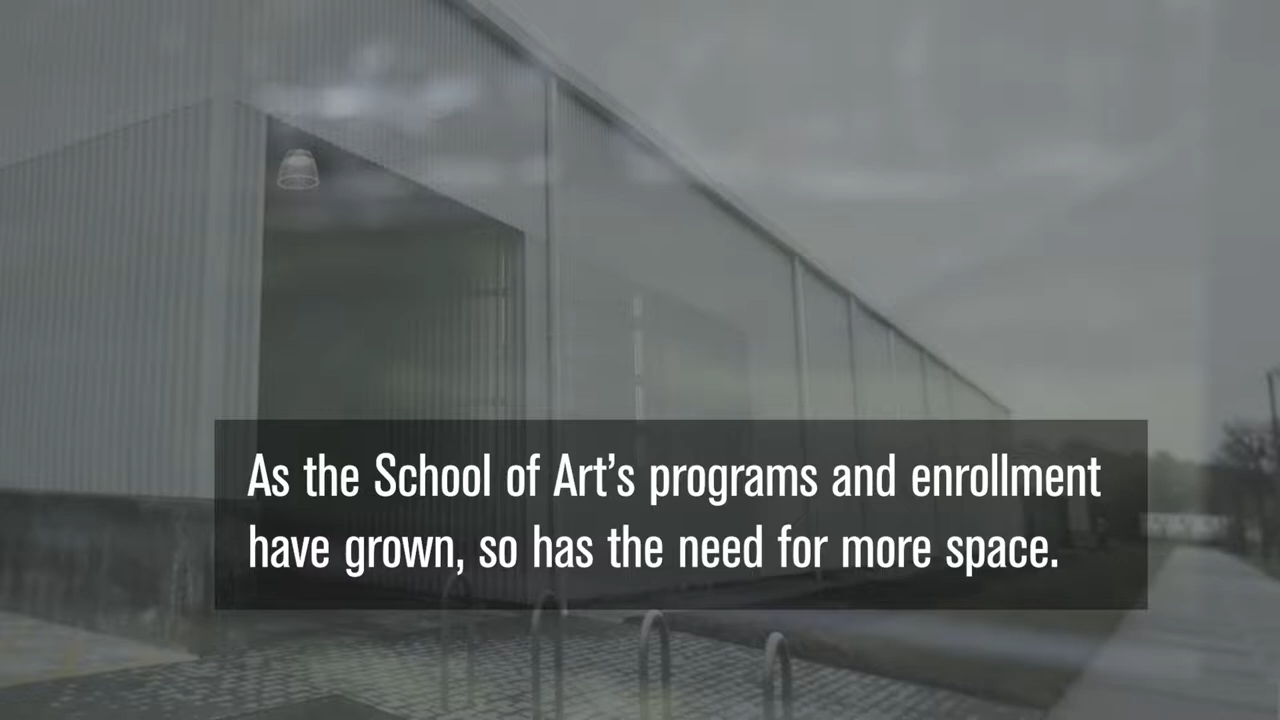 As the School of Art’s programs and enrollment
have grown, so has the need for more space.